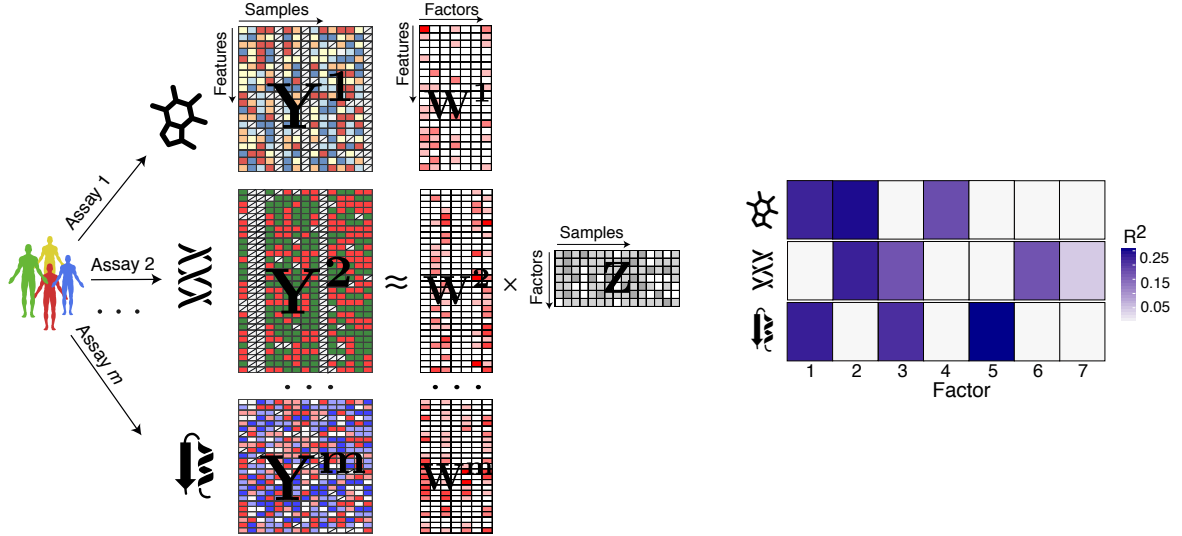 Samples
Factors
Features
Features
Y¹
W¹
Assay 1
Assay 2
. . .
Assay m
Y²
≈
W²
×
Samples
Factors
Z
. . .
. . .
Yᵐ
Wᵐ
R²
0.25
0.15
0.05
1 2 3 4 5 6 7
Factor